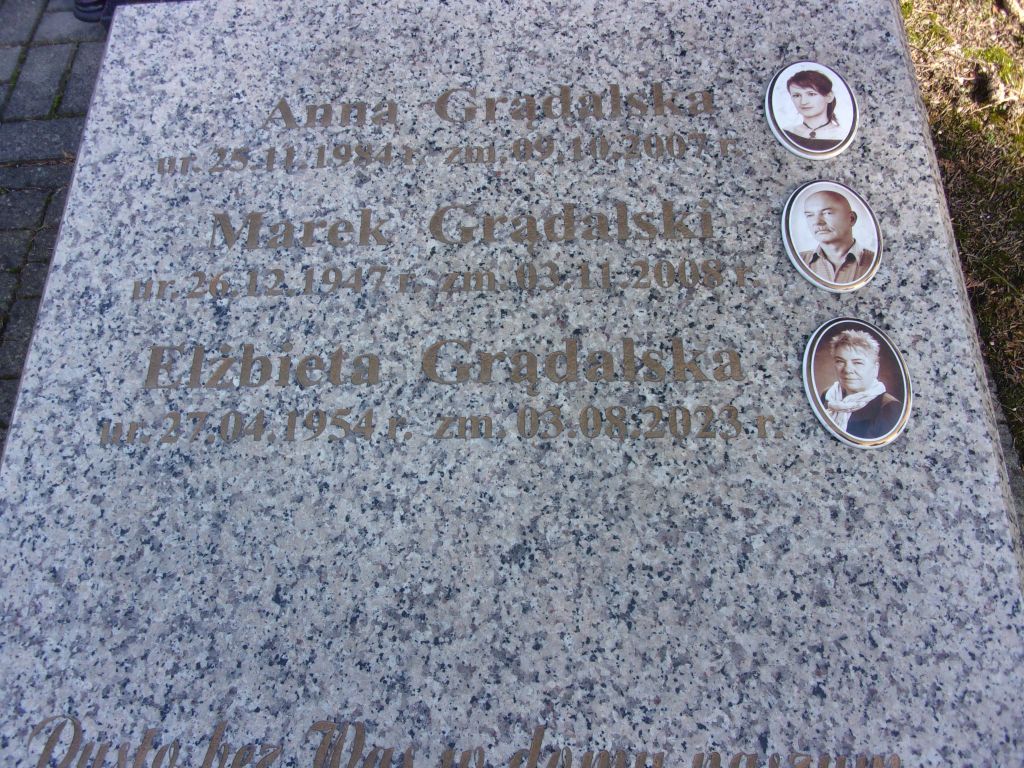 Anna Grądalska
ur. 25.11.1984 r. zm. 09.10.2007 r.
Marek Grądalski
ur. 26.12.1947 r. zm. 03.11.2008 r.
Elżbieta Grądalska
ur. 27.04.1954 r. zm. 03.08.2023 r.
Pusto bez Was w domu naszym